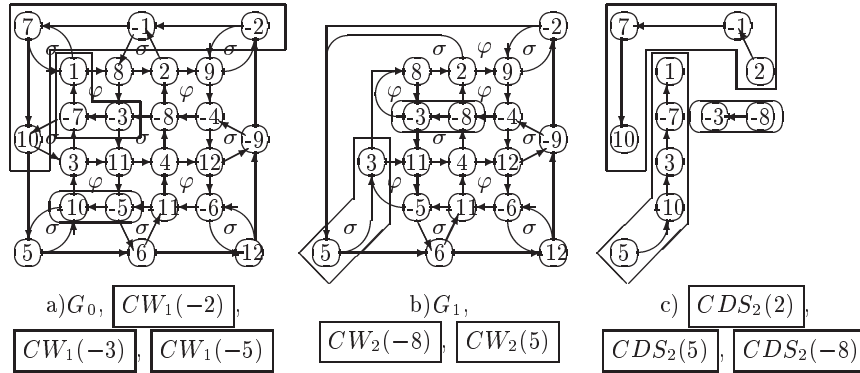 7 -1 -2 7 -1
σ σ σ φ
1 8 2 9 8 2 9 1 2
φ φ φ φ
-7 -3 -8 -4 -3 -8 -4 -7 -3 -8
10 σ σ -9 σ -9 10
3 11 4 12 3 11 4 12 3
φ φ φ φ
10 -5 11 -6 -5 11 -6 10
σ σ σ σ σ σ
5 6 12 5 6 12 5
a)G₀, CW₁(−2), b)G₁, c) CDS₂(2),
CW₁(−3), CW₁(−5) CW₂(−8), CW₂(5) CDS₂(5), CDS₂(−8)